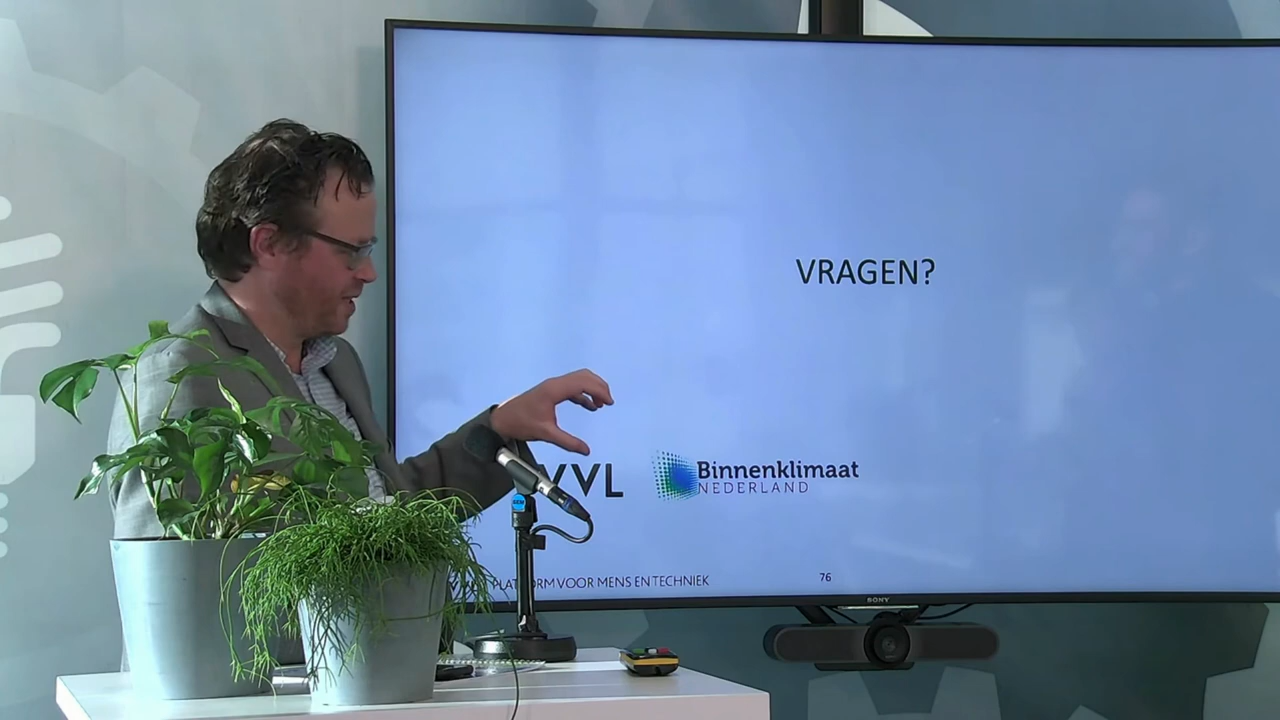 VRAGEN?
VVL
Binnenklimaat
NEDERLAND
PLATFORM VOOR MENS EN TECHNIEK
76
SONY